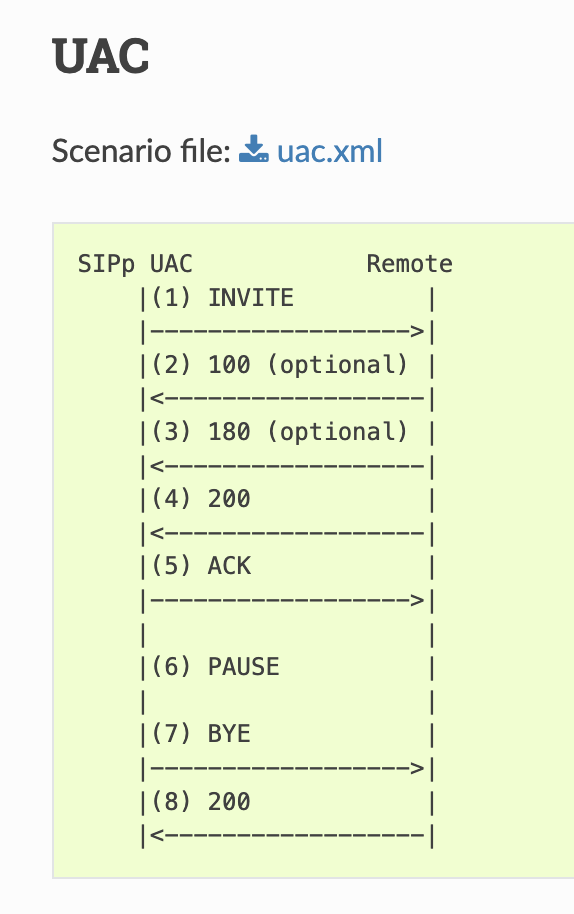 UAC
Scenario file: uac.xml
SIPp UAC            Remote
    |(1) INVITE         |
    |------------------>|
    |(2) 100 (optional) |
    |<------------------|
    |(3) 180 (optional) |
    |<------------------|
    |(4) 200            |
    |<------------------|
    |(5) ACK            |
    |------------------>|
    |                   |
    |(6) PAUSE          |
    |                   |
    |(7) BYE            |
    |------------------>|
    |(8) 200            |
    |<------------------|